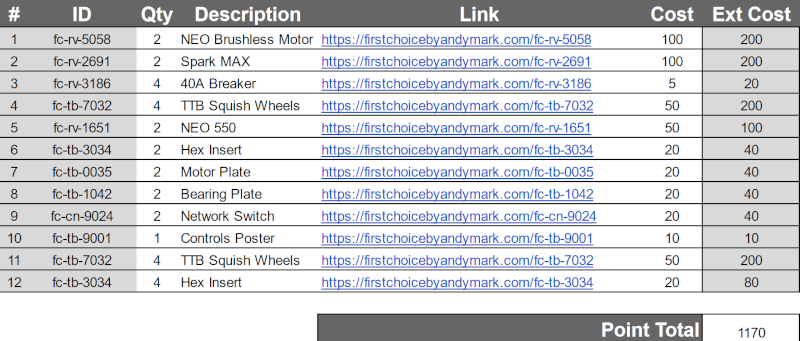 # ID Qty Description Link Cost Ext Cost
1 fc-rv-5058 2 NEO Brushless Motor https://firstchoicebyandymark.com/fc-rv-5058 100 200
2 fc-rv-2691 2 Spark MAX https://firstchoicebyandymark.com/fc-rv-2691 100 200
3 fc-rv-3186 4 40A Breaker https://firstchoicebyandymark.com/fc-rv-3186 5 20
4 fc-tb-7032 4 TTB Squish Wheels https://firstchoicebyandymark.com/fc-tb-7032 50 200
5 fc-rv-1651 2 NEO 550 https://firstchoicebyandymark.com/fc-rv-1651 50 100
6 fc-tb-3034 2 Hex Insert https://firstchoicebyandymark.com/fc-tb-3034 20 40
7 fc-tb-0035 2 Motor Plate https://firstchoicebyandymark.com/fc-tb-0035 20 40
8 fc-tb-1042 2 Bearing Plate https://firstchoicebyandymark.com/fc-tb-1042 20 40
9 fc-cn-9024 2 Network Switch https://firstchoicebyandymark.com/fc-cn-9024 20 40
10 fc-tb-9001 1 Controls Poster https://firstchoicebyandymark.com/fc-tb-9001 10 10
11 fc-tb-7032 4 TTB Squish Wheels https://firstchoicebyandymark.com/fc-tb-7032 50 200
12 fc-tb-3034 4 Hex Insert https://firstchoicebyandymark.com/fc-tb-3034 20 80
Point Total 1170